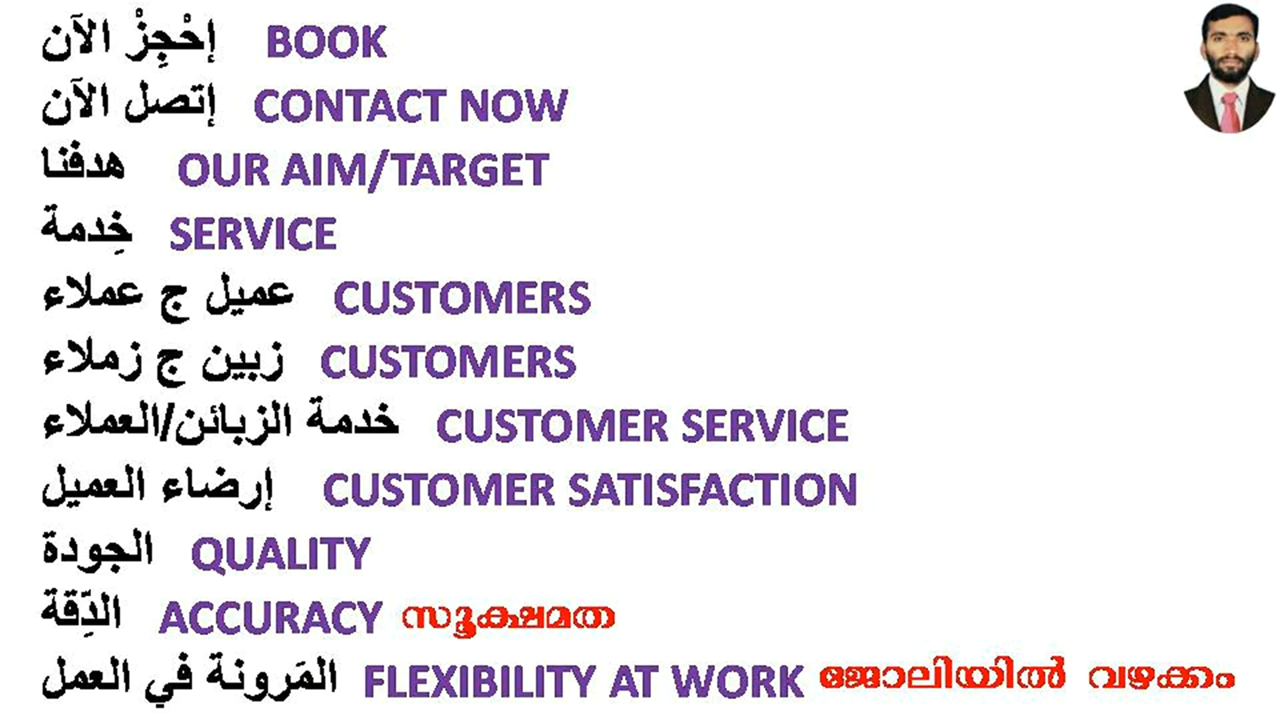 إحْجِزْ الآن BOOK
إتصل الآن CONTACT NOW
هدفنا OUR AIM/TARGET
خِدمة SERVICE
عميل ج عملاء CUSTOMERS
زبين ج زملاء CUSTOMERS
خدمة الزبائن/العملاء CUSTOMER SERVICE
إرضاء العميل CUSTOMER SATISFACTION
الجودة QUALITY
الدِّقة ACCURACY സൂക്ഷമത
المَرونة في العمل FLEXIBILITY AT WORK ജോലിയിൽ വഴക്കം